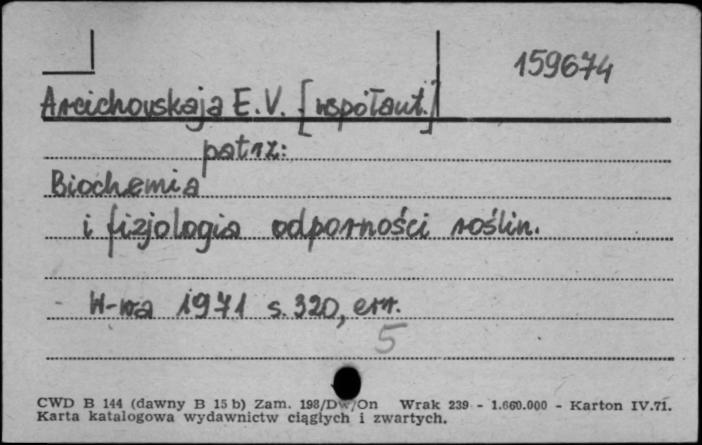 159674
Arcichovskaja E.V. [współaut.]
patrz:
Biochemia
i fizjologia odporności roślin.
W-wa 1971 s. 320, err.
5
CWD B 144 (dawny B 15 b) Zam. 198/Dw/On Wrak 239 - 1.660.000 - Karton IV.71.
Karta katalogowa wydawnictw ciągłych i zwartych.